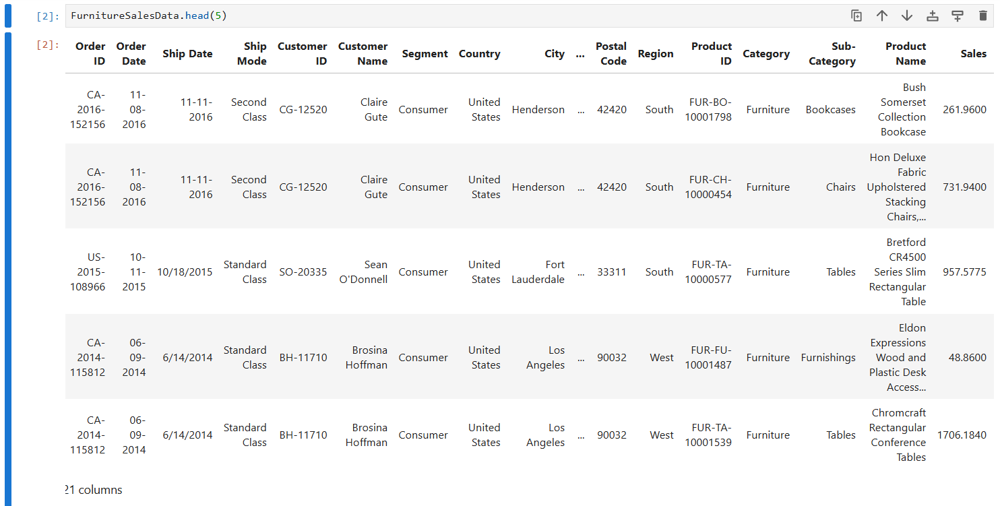 [2]: FurnitureSalesData.head(5)
[2]: Order ID Order Date Ship Date Ship Mode Customer ID Customer Name Segment Country City ... Postal Code Region Product ID Category Sub-Category Product Name Sales
CA-2016-152156 11-08-2016 11-11-2016 Second Class CG-12520 Claire Gute Consumer United States Henderson ... 42420 South FUR-BO-10001798 Furniture Bookcases Bush Somerset Collection Bookcase 261.9600
CA-2016-152156 11-08-2016 11-11-2016 Second Class CG-12520 Claire Gute Consumer United States Henderson ... 42420 South FUR-CH-10000454 Furniture Chairs Hon Deluxe Fabric Upholstered Stacking Chairs,... 731.9400
US-2015-108966 10-11-2015 10/18/2015 Standard Class SO-20335 Sean O'Donnell Consumer United States Fort Lauderdale ... 33311 South FUR-TA-10000577 Furniture Tables Bretford CR4500 Series Slim Rectangular Table 957.5775
CA-2014-115812 06-09-2014 6/14/2014 Standard Class BH-11710 Brosina Hoffman Consumer United States Los Angeles ... 90032 West FUR-FU-10001487 Furniture Furnishings Eldon Expressions Wood and Plastic Desk Access... 48.8600
CA-2014-115812 06-09-2014 6/14/2014 Standard Class BH-11710 Brosina Hoffman Consumer United States Los Angeles ... 90032 West FUR-TA-10001539 Furniture Tables Chromcraft Rectangular Conference Tables 1706.1840
21 columns